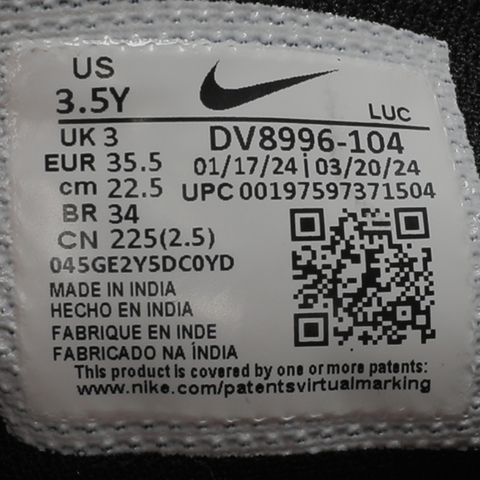 US
3.5Y
LUC
UK 3
DV8996-104
EUR 35.5
01/17/24 | 03/20/24
cm 22.5
UPC 00197597371504
BR 34
CN 225(2.5)
045GE2Y5DC0YD
MADE IN INDIA
HECHO EN INDIA
FABRIQUE EN INDE
FABRICADO NA ÍNDIA
This product is covered by one or more patents:
www.nike.com/patentsvirtualmarking